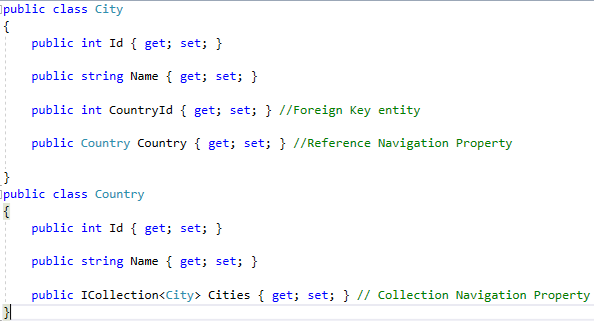 public class City
{
public int Id { get; set; }
public string Name { get; set; }
public int CountryId { get; set; } //Foreign Key entity
public Country Country { get; set; } //Reference Navigation Property
}
public class Country
{
public int Id { get; set; }
public string Name { get; set; }
public ICollection<City> Cities { get; set; } // Collection Navigation Property
}